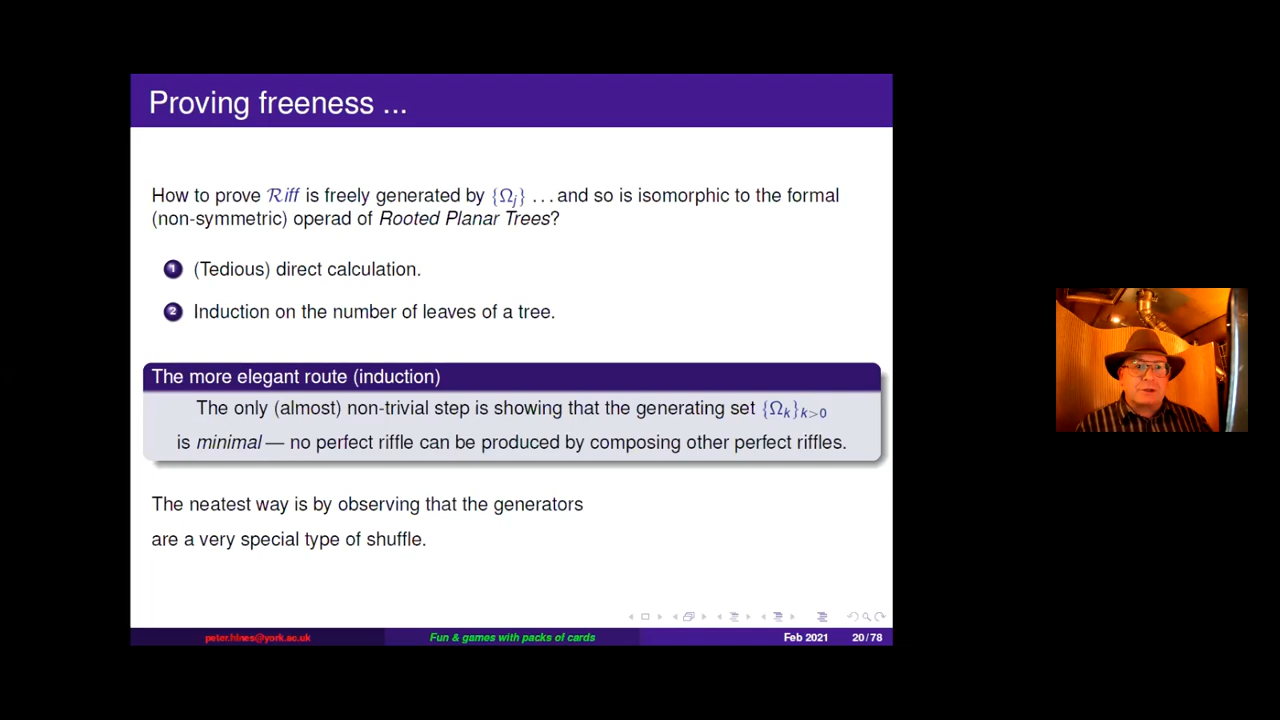 Proving freeness ...
How to prove Riff is freely generated by {Ωj} ... and so is isomorphic to the formal
(non-symmetric) operad of Rooted Planar Trees?
1 (Tedious) direct calculation.
2 Induction on the number of leaves of a tree.
The more elegant route (induction)
The only (almost) non-trivial step is showing that the generating set {Ωk}k>0
is minimal — no perfect riffle can be produced by composing other perfect riffles.
The neatest way is by observing that the generators
are a very special type of shuffle.
peter.hines@york.ac.uk Fun & games with packs of cards Feb 2021 20/78